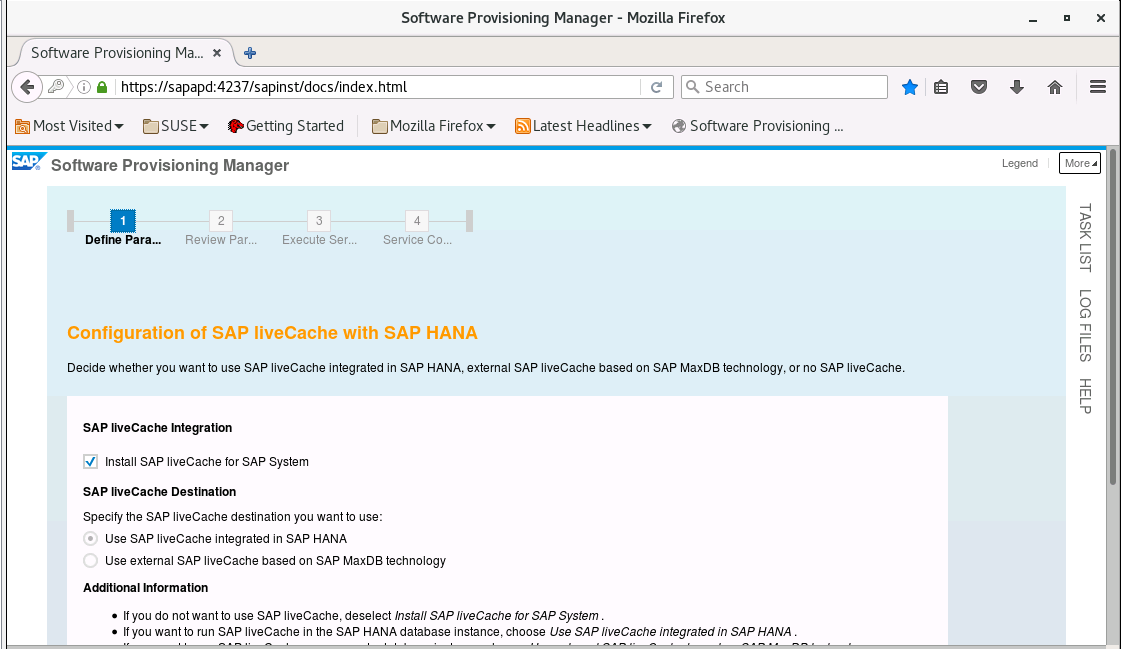 Software Provisioning Manager - Mozilla Firefox
Software Provisioning Ma...
https://sapapd:4237/sapinst/docs/index.html
Search
Most Visited
SUSE
Getting Started
Mozilla Firefox
Latest Headlines
Software Provisioning ...
SAP Software Provisioning Manager
Legend
More
1
2
3
4
Define Para...
Review Par...
Execute Ser...
Service Co...
TASK LIST
LOG FILES
HELP
Configuration of SAP liveCache with SAP HANA
Decide whether you want to use SAP liveCache integrated in SAP HANA, external SAP liveCache based on SAP MaxDB technology, or no SAP liveCache.
SAP liveCache Integration
Install SAP liveCache for SAP System
SAP liveCache Destination
Specify the SAP liveCache destination you want to use:
Use SAP liveCache integrated in SAP HANA
Use external SAP liveCache based on SAP MaxDB technology
Additional Information
If you do not want to use SAP liveCache, deselect Install SAP liveCache for SAP System .
If you want to run SAP liveCache in the SAP HANA database instance, choose Use SAP liveCache integrated in SAP HANA .